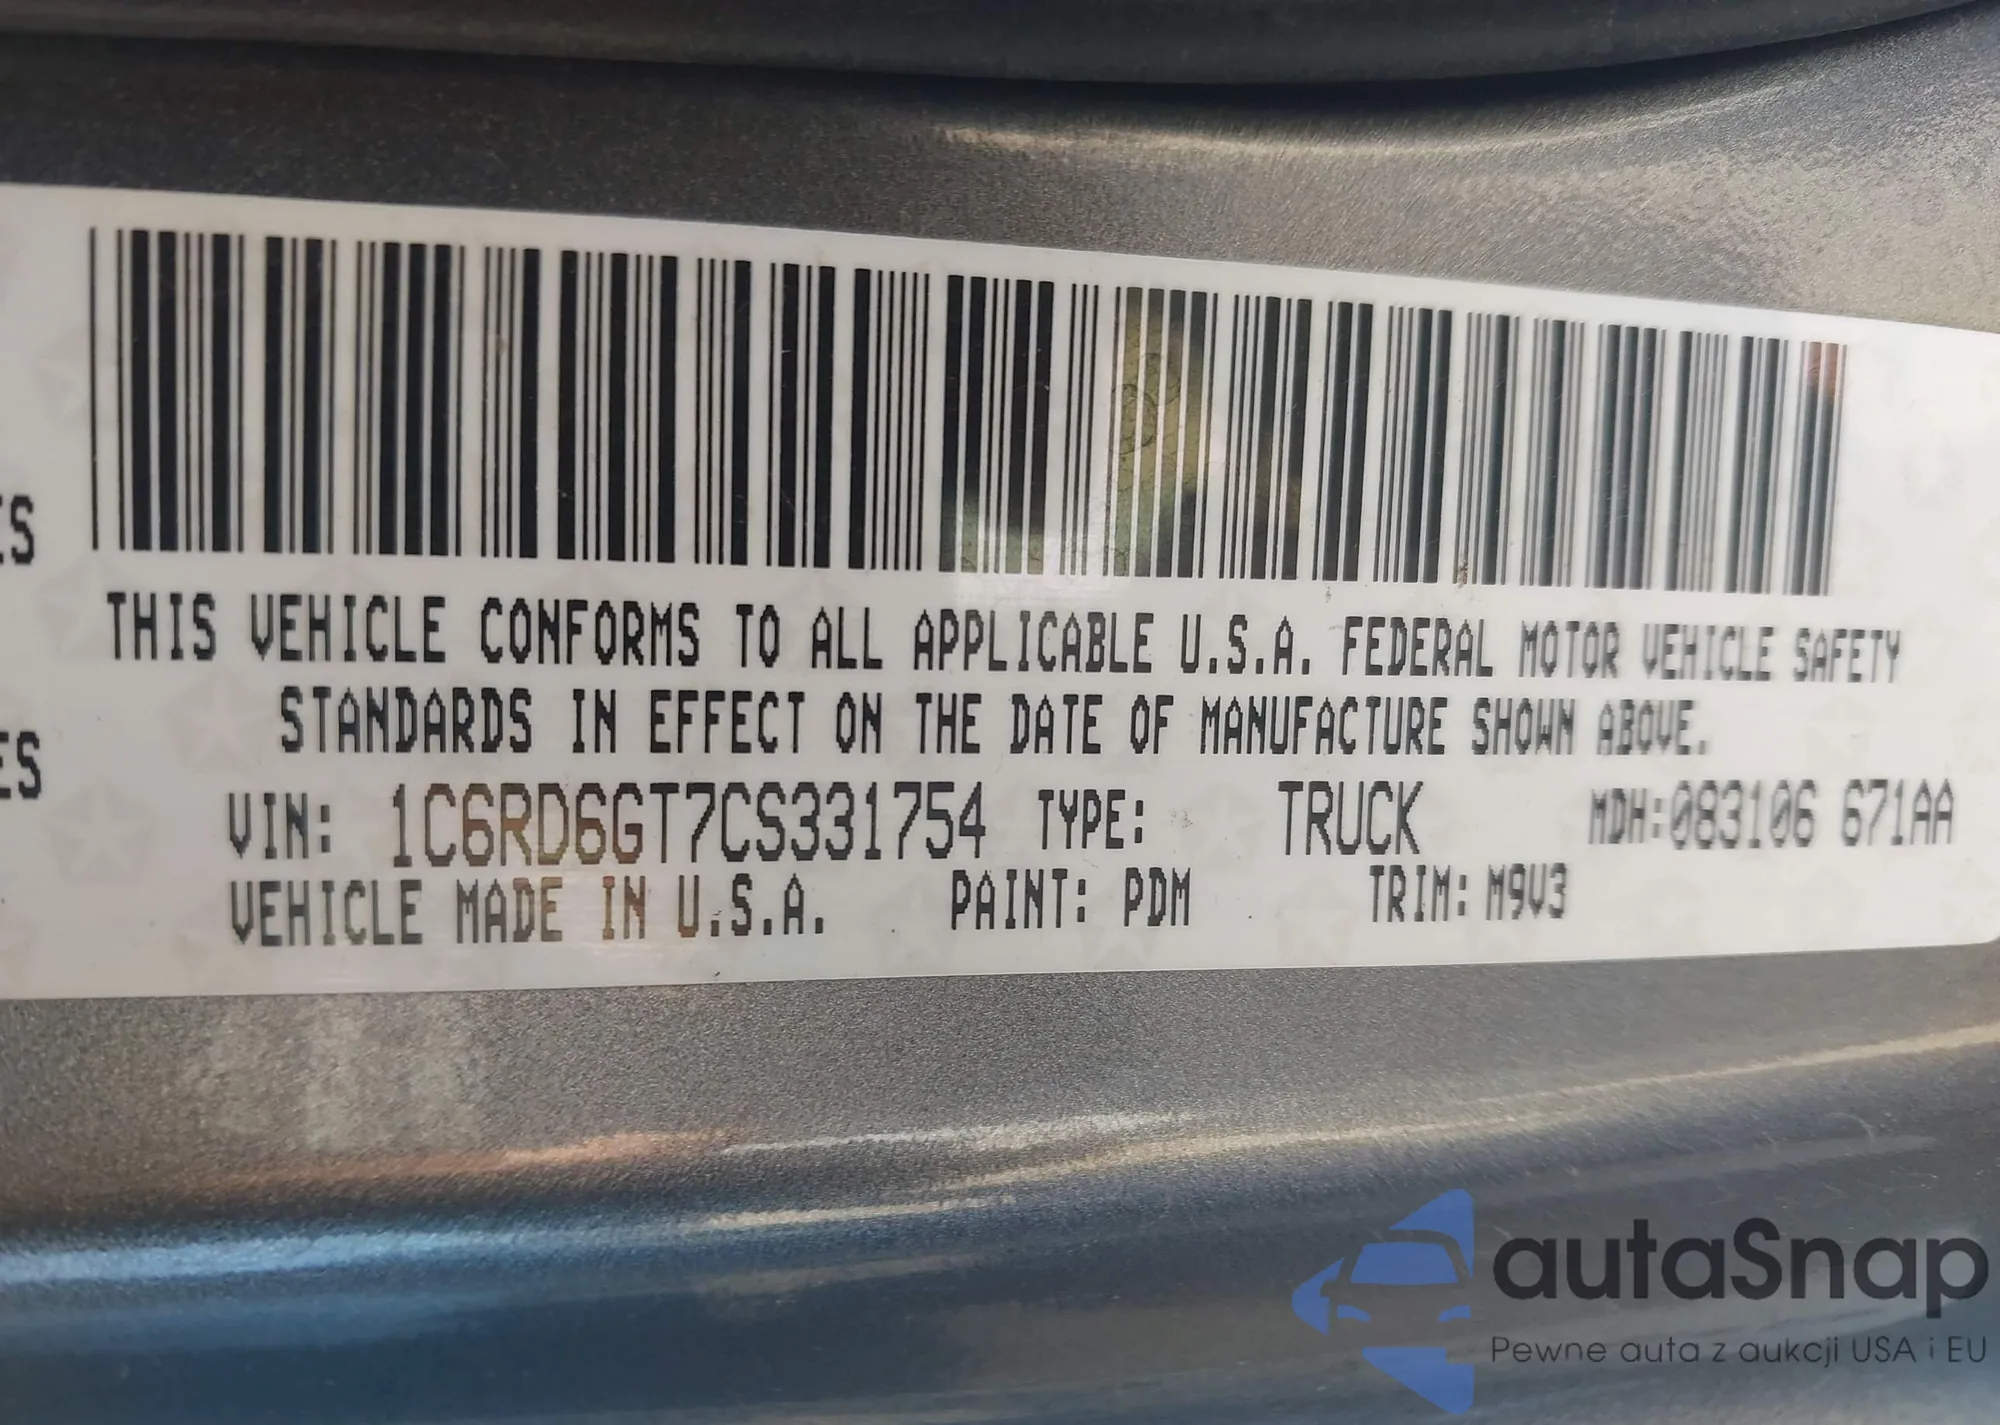 THIS VEHICLE CONFORMS TO ALL APPLICABLE U.S.A. FEDERAL MOTOR VEHICLE SAFETY
STANDARDS IN EFFECT ON THE DATE OF MANUFACTURE SHOWN ABOVE.
VIN: 1C6RD6GT7CS331754 TYPE: TRUCK MDH:083106 671AA
VEHICLE MADE IN U.S.A. PAINT: PDM TRIM: M9V3
autaSnap
Pewne auta z aukcji USA i EU